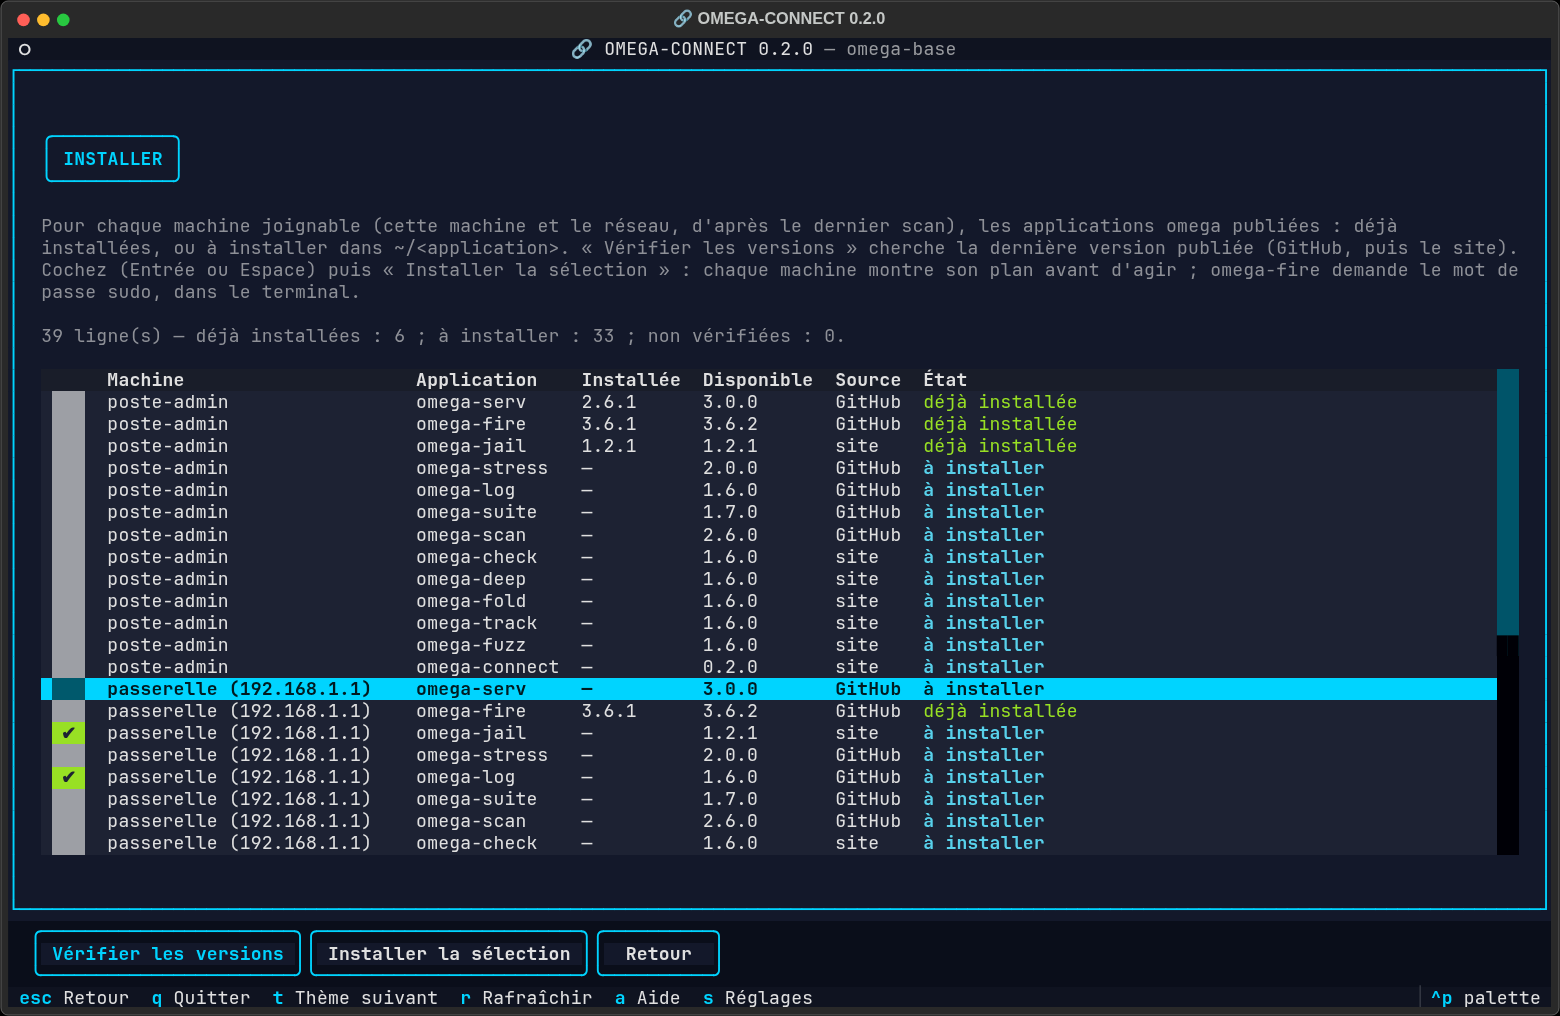 🔗 OMEGA-CONNECT 0.2.0
O 🔗 OMEGA-CONNECT 0.2.0 — omega-base
INSTALLER
Pour chaque machine joignable (cette machine et le réseau, d'après le dernier scan), les applications omega publiées : déjà
installées, ou à installer dans ~/<application>. « Vérifier les versions » cherche la dernière version publiée (GitHub, puis le site).
Cochez (Entrée ou Espace) puis « Installer la sélection » : chaque machine montre son plan avant d'agir ; omega-fire demande le mot de
passe sudo, dans le terminal.
39 ligne(s) — déjà installées : 6 ; à installer : 33 ; non vérifiées : 0.
Machine Application Installée Disponible Source État
poste-admin omega-serv 2.6.1 3.0.0 GitHub déjà installée
poste-admin omega-fire 3.6.1 3.6.2 GitHub déjà installée
poste-admin omega-jail 1.2.1 1.2.1 site déjà installée
poste-admin omega-stress — 2.0.0 GitHub à installer
poste-admin omega-log — 1.6.0 GitHub à installer
poste-admin omega-suite — 1.7.0 GitHub à installer
poste-admin omega-scan — 2.6.0 GitHub à installer
poste-admin omega-check — 1.6.0 site à installer
poste-admin omega-deep — 1.6.0 site à installer
poste-admin omega-fold — 1.6.0 site à installer
poste-admin omega-track — 1.6.0 site à installer
poste-admin omega-fuzz — 1.6.0 site à installer
poste-admin omega-connect — 0.2.0 site à installer
passerelle (192.168.1.1) omega-serv — 3.0.0 GitHub à installer
passerelle (192.168.1.1) omega-fire 3.6.1 3.6.2 GitHub déjà installée
✔ passerelle (192.168.1.1) omega-jail — 1.2.1 site à installer
passerelle (192.168.1.1) omega-stress — 2.0.0 GitHub à installer
✔ passerelle (192.168.1.1) omega-log — 1.6.0 GitHub à installer
passerelle (192.168.1.1) omega-suite — 1.7.0 GitHub à installer
passerelle (192.168.1.1) omega-scan — 2.6.0 GitHub à installer
passerelle (192.168.1.1) omega-check — 1.6.0 site à installer
Vérifier les versions Installer la sélection Retour
esc Retour q Quitter t Thème suivant r Rafraîchir a Aide s Réglages ^p palette